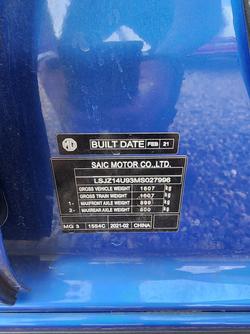 MG BUILT DATE FEB 21
SAIC MOTOR CO.,LTD.
LSJZ14U93MS027996
GROSS VEHICLE WEIGHT 1607 kg
GROSS TRAIN WEIGHT 1607 kg
1- MAXFRONT AXLE WEIGHT 899 kg
2- MAXREAR AXLE WEIGHT 800 kg
MG 3 15S4C 2021-02 CHINA